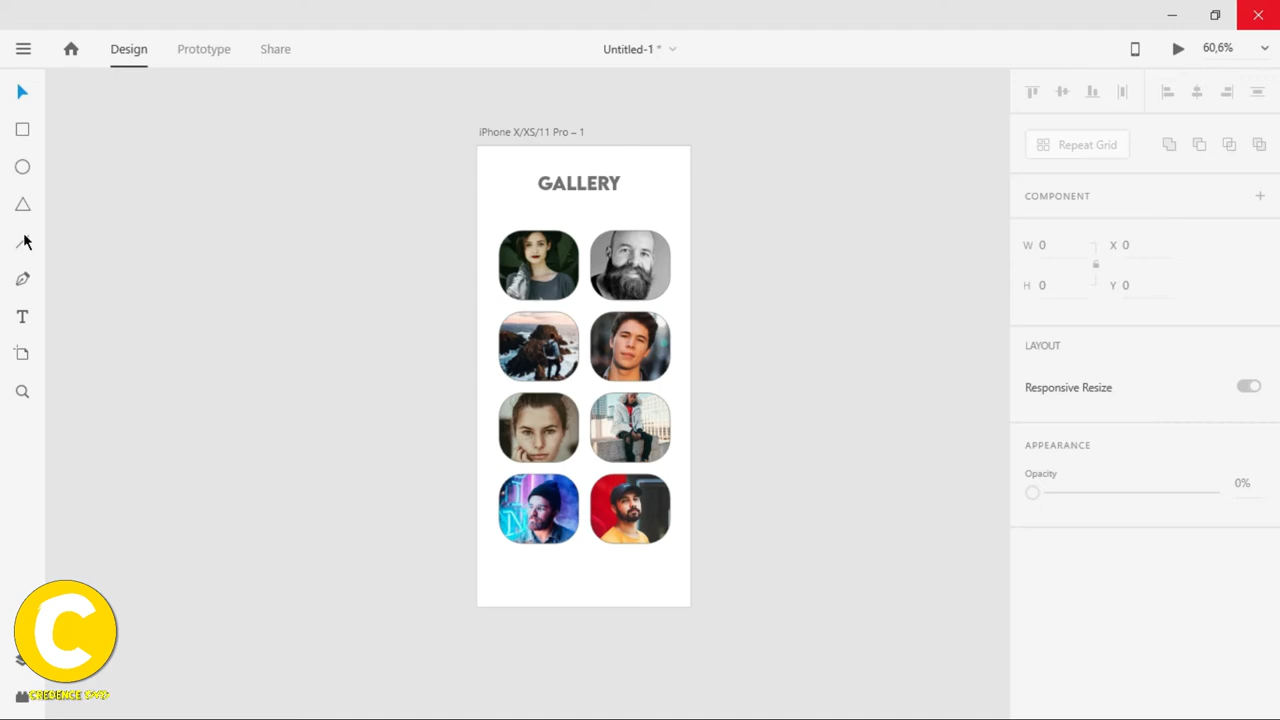 Design
Prototype
Share
Untitled-1 *
60,6%
iPhone X/XS/11 Pro – 1
GALLERY
Repeat Grid
COMPONENT
W 0
X 0
H 0
Y 0
LAYOUT
Responsive Resize
APPEARANCE
Opacity
0%
T
C
CREDENCE